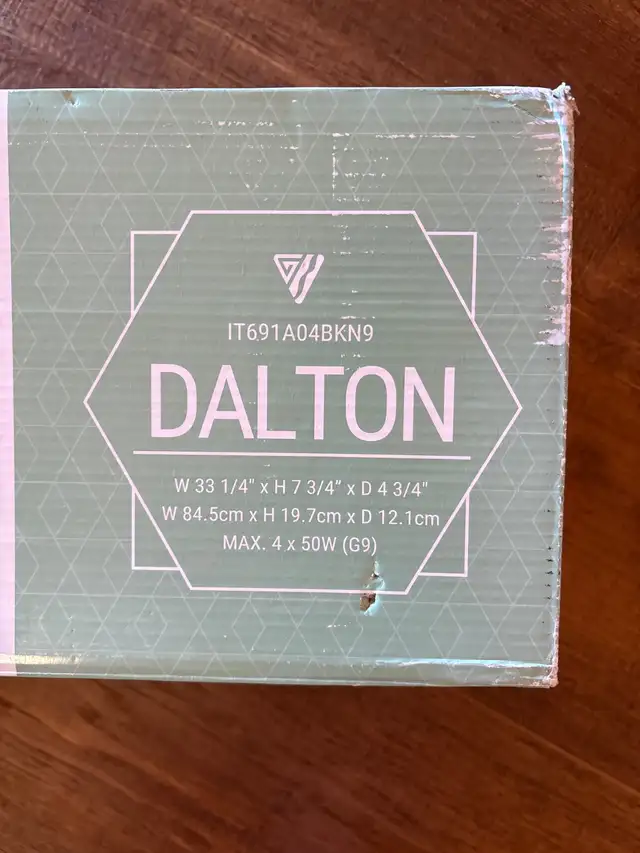 IT691A04BKN9
DALTON
W 33 1/4" x H 7 3/4" x D 4 3/4"
W 84.5cm x H 19.7cm x D 12.1cm
MAX. 4 x 50W (G9)